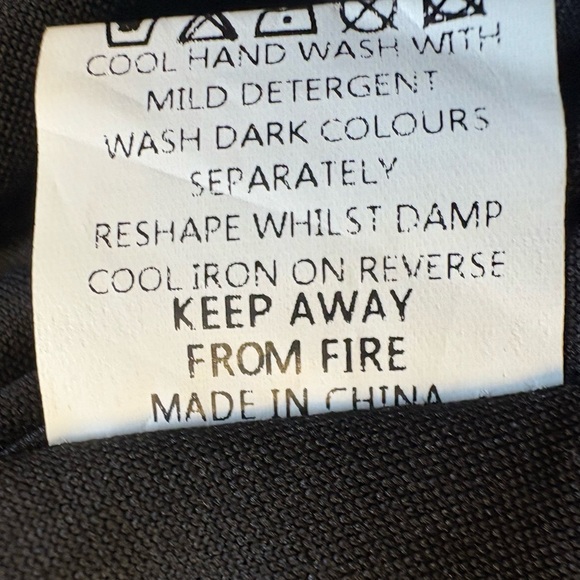 COOL HAND WASH WITH
MILD DETERGENT
WASH DARK COLOURS
SEPARATELY
RESHAPE WHILST DAMP
COOL IRON ON REVERSE
KEEP AWAY
FROM FIRE
MADE IN CHINA